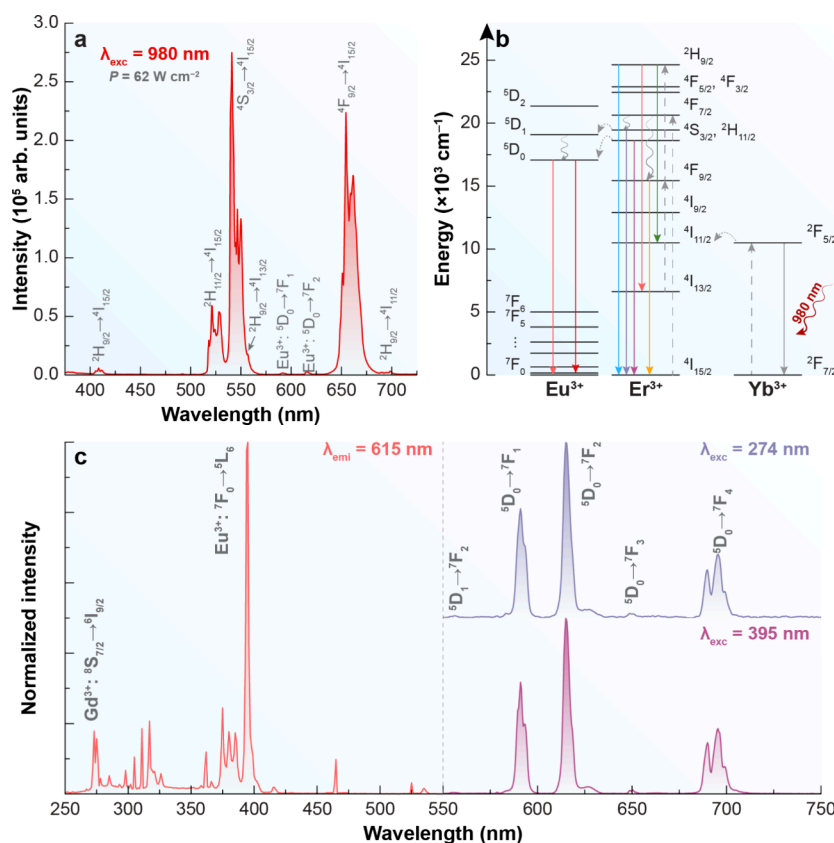 a
λexc = 980 nm
P = 62 W cm⁻²
Intensity (10⁵ arb. units)
3.0
2.5
2.0
1.5
1.0
0.5
0.0
²H₉/₂→⁴I₁₅/₂
²H₁₁/₂→⁴I₁₅/₂
⁴S₃/₂→⁴I₁₅/₂
²H₉/₂→⁴I₁₃/₂
Eu³⁺: ⁵D₀→⁷F₁
Eu³⁺: ⁵D₀→⁷F₂
⁴F₉/₂→⁴I₁₅/₂
²H₉/₂→⁴I₁₁/₂
400 450 500 550 600 650 700
Wavelength (nm)
b
Energy (×10³ cm⁻¹)
25
20
15
10
5
0
⁵D₂
⁵D₁
⁵D₀
⁷F₆
⁷F₅
⋮
⁷F₀
²H₉/₂
⁴F₅/₂, ⁴F₃/₂
⁴F₇/₂
⁴S₃/₂, ²H₁₁/₂
⁴F₉/₂
⁴I₉/₂
⁴I₁₁/₂
⁴I₁₃/₂
⁴I₁₅/₂
²F₅/₂
980 nm
²F₇/₂
Eu³⁺ Er³⁺ Yb³⁺
c
λemi = 615 nm
Normalized intensity
Gd³⁺: ⁸S₇/₂→⁶I₉/₂
Eu³⁺: ⁷F₀→⁵L₆
λexc = 274 nm
⁵D₁→⁷F₂
⁵D₀→⁷F₁
⁵D₀→⁷F₂
⁵D₀→⁷F₃
⁵D₀→⁷F₄
λexc = 395 nm
250 275 300 325 350 375 400 425 450 475 500 525 550 600 650 700 750
Wavelength (nm)